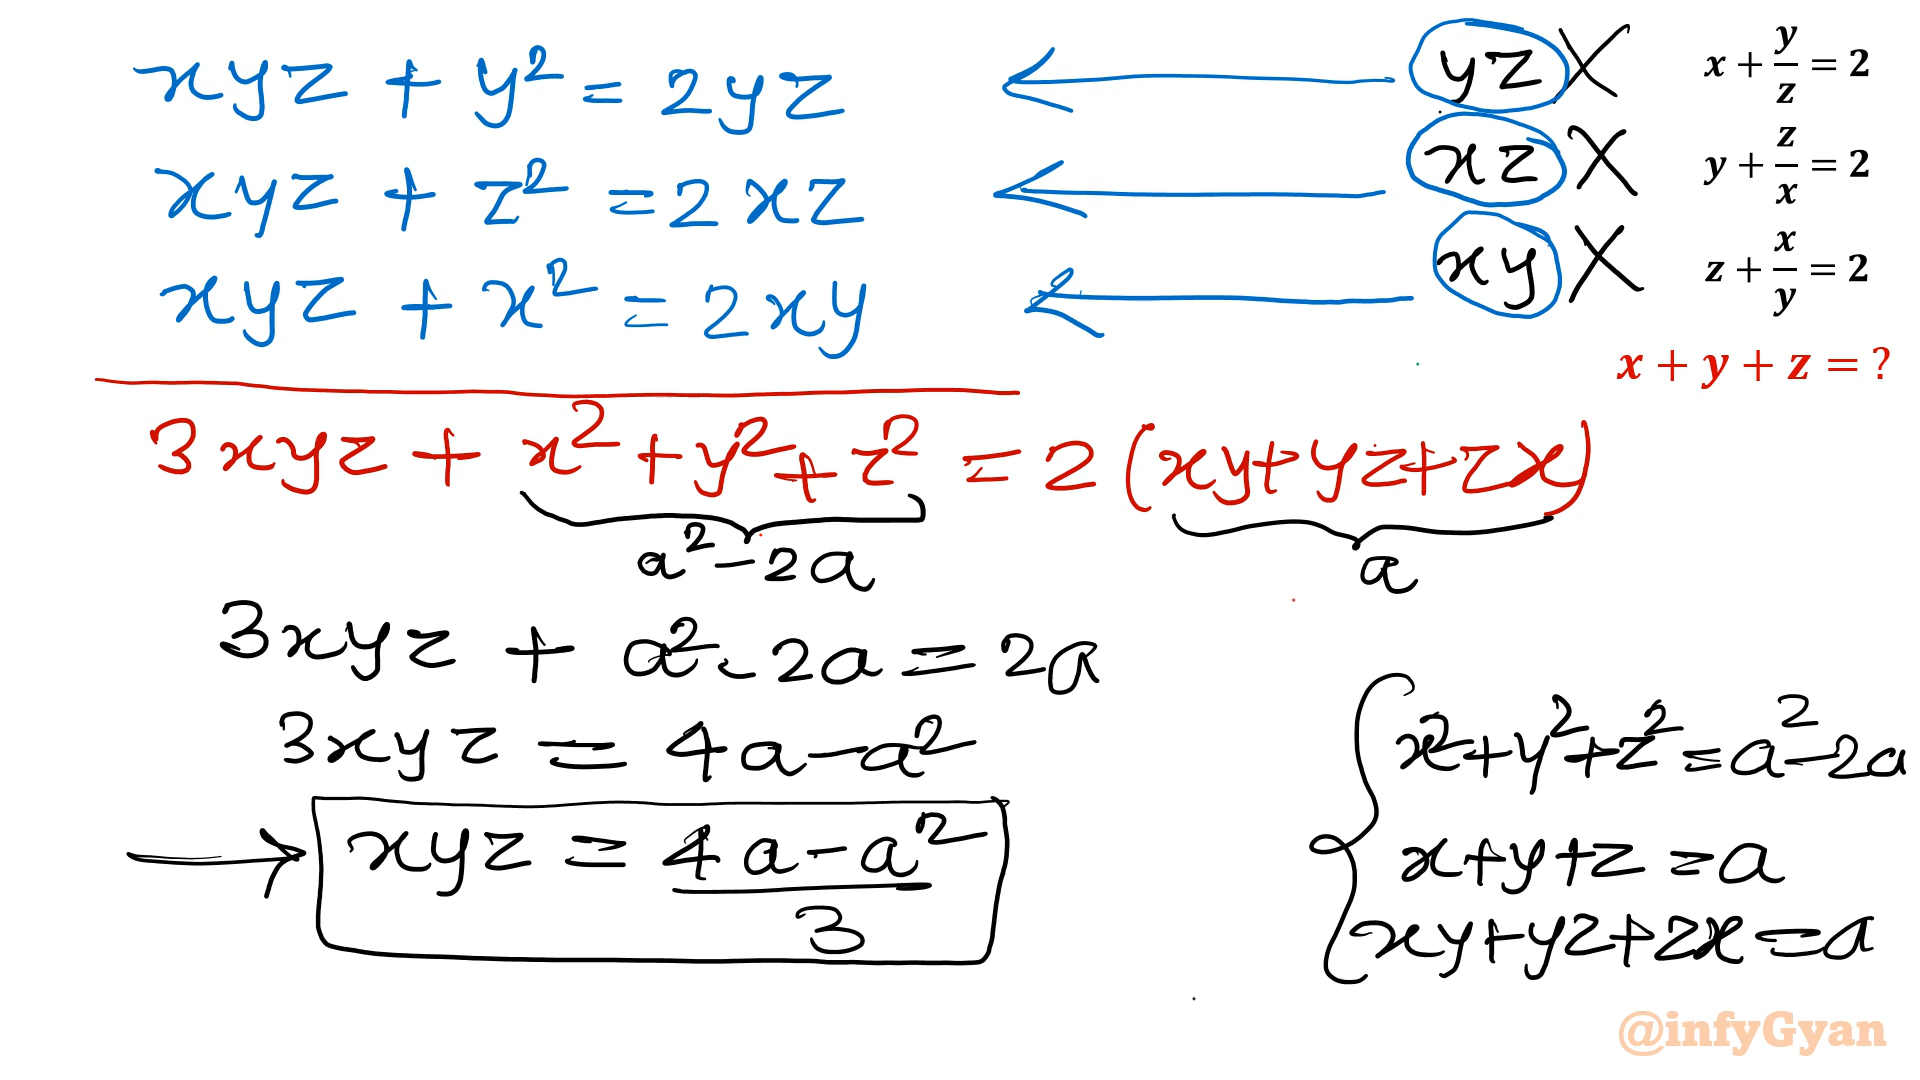 xyz + y² = 2yz ← yz X x + y/z = 2
xyz + z² = 2xz ← xz X y + z/x = 2
xyz + x² = 2xy ← xy X z + x/y = 2
x + y + z = ?
3xyz + x² + y² + z² = 2(xy+yz+zx)
a² - 2a
a
3xyz + a² - 2a = 2a
3xyz = 4a - a²
→ xyz = (4a - a²)/3
x² + y² + z² = a² - 2a
x + y + z = a
xy + yz + zx = a
@infyGyan